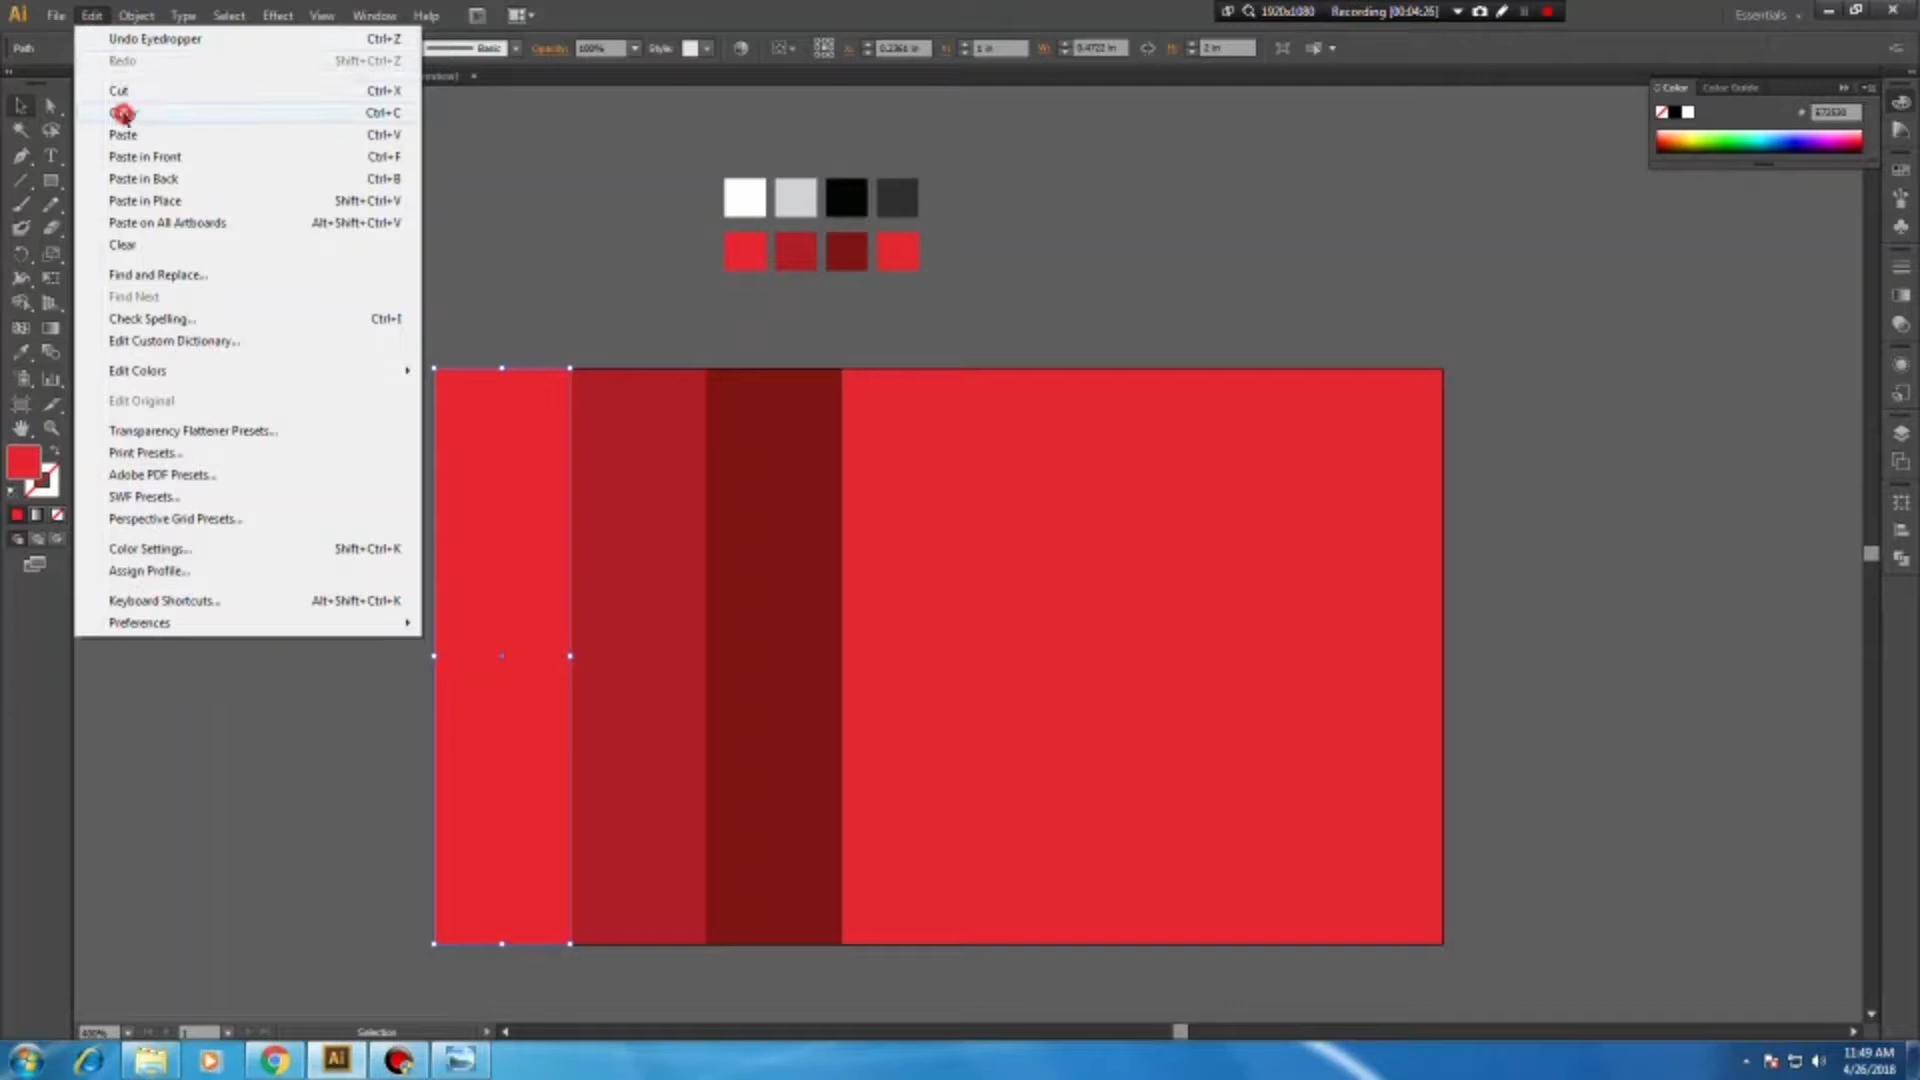 Ai File Edit Object Type Select Effect View Window Help
1920x1080 Recording [00:04:26]
Essentials
Path
Basic Opacity: 100% Style: X: 0.2361 in Y: 1 in W: 0.4722 in H: 2 in
Undo Eyedropper Ctrl+Z
Redo Shift+Ctrl+Z
Cut Ctrl+X
Ctrl+C
Paste Ctrl+V
Paste in Front Ctrl+F
Paste in Back Ctrl+B
Paste in Place Shift+Ctrl+V
Paste on All Artboards Alt+Shift+Ctrl+V
Clear
Find and Replace...
Find Next
Check Spelling... Ctrl+I
Edit Custom Dictionary...
Edit Colors
Edit Original
Transparency Flattener Presets...
Print Presets...
Adobe PDF Presets...
SWF Presets...
Perspective Grid Presets...
Color Settings... Shift+Ctrl+K
Assign Profile...
Keyboard Shortcuts... Alt+Shift+Ctrl+K
Preferences
Color Color Guide
#
400% 1 Selection
Ai
11:49 AM
4/26/2018